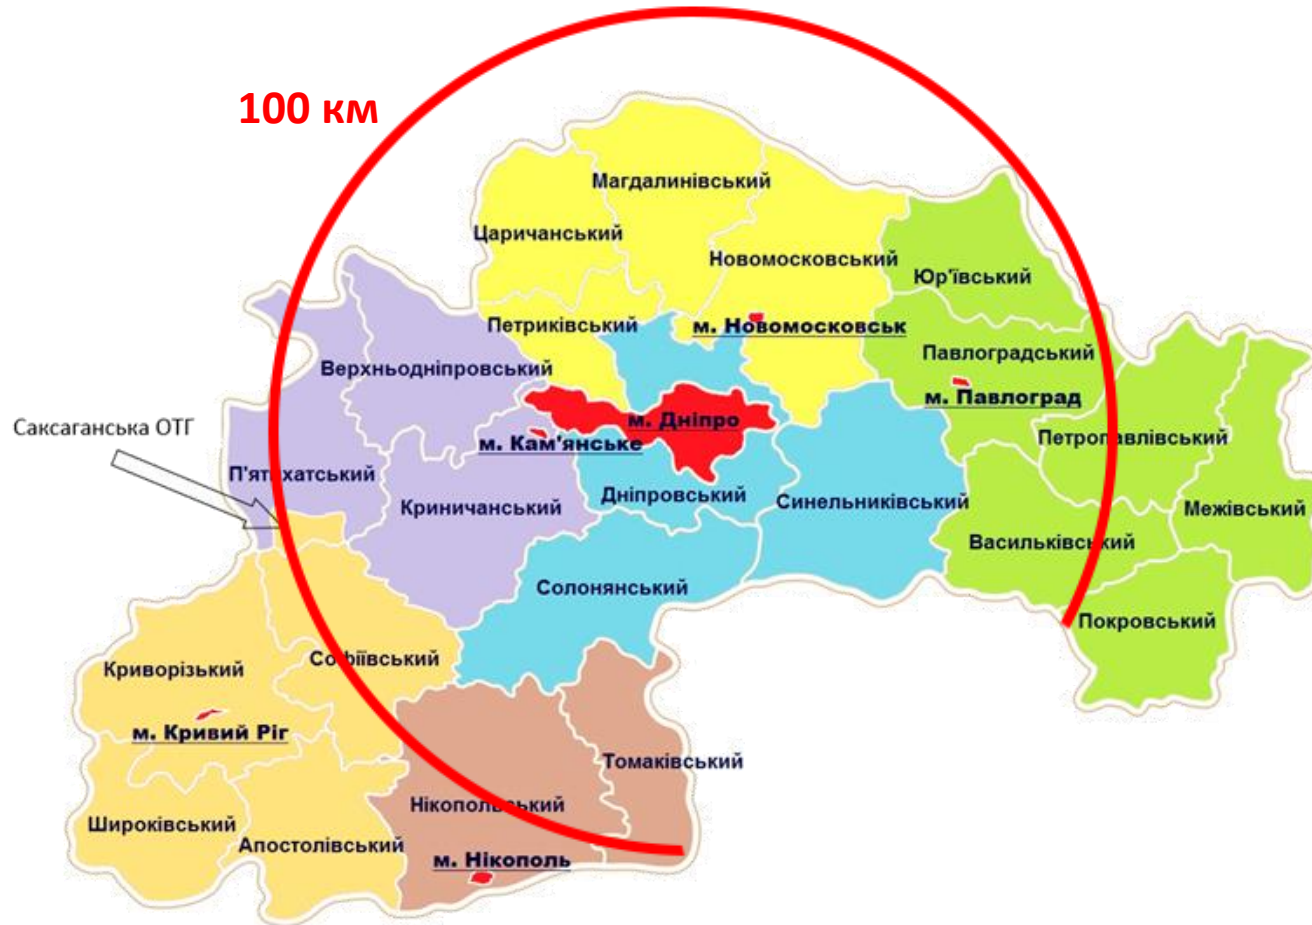 100 км
Магдалинівський
Царичанський
Новомосковський
Юр'ївський
Петриківський
м. Новомосковськ
Павлоградський
Верхньодніпровський
м. Павлоград
Саксаганська ОТГ
м. Дніпро
м. Кам'янське
Петропавлівський
П'ятихатський
Дніпровський
Синельниківський
Криничанський
Межівський
Васильківський
Солонянський
Покровський
Софіївський
Криворізький
м. Кривий Ріг
Томаківський
Нікопольський
Широківський
Апостолівський
м. Нікополь